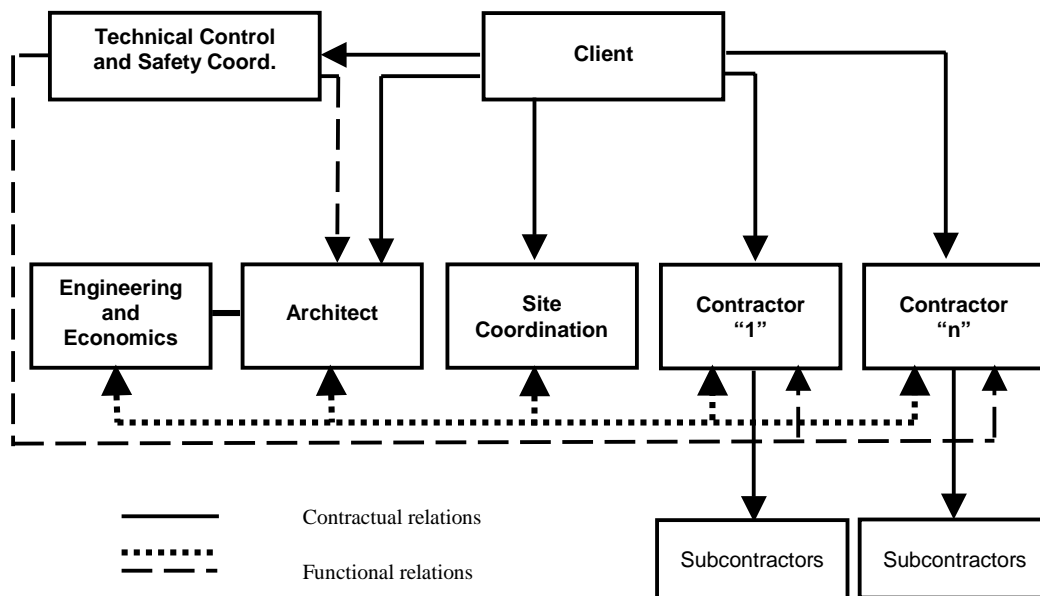 Technical Control
and Safety Coord.
Client
Engineering
and
Economics
Architect
Site
Coordination
Contractor
“1”
Contractor
“n”
Contractual relations
Functional relations
Subcontractors
Subcontractors